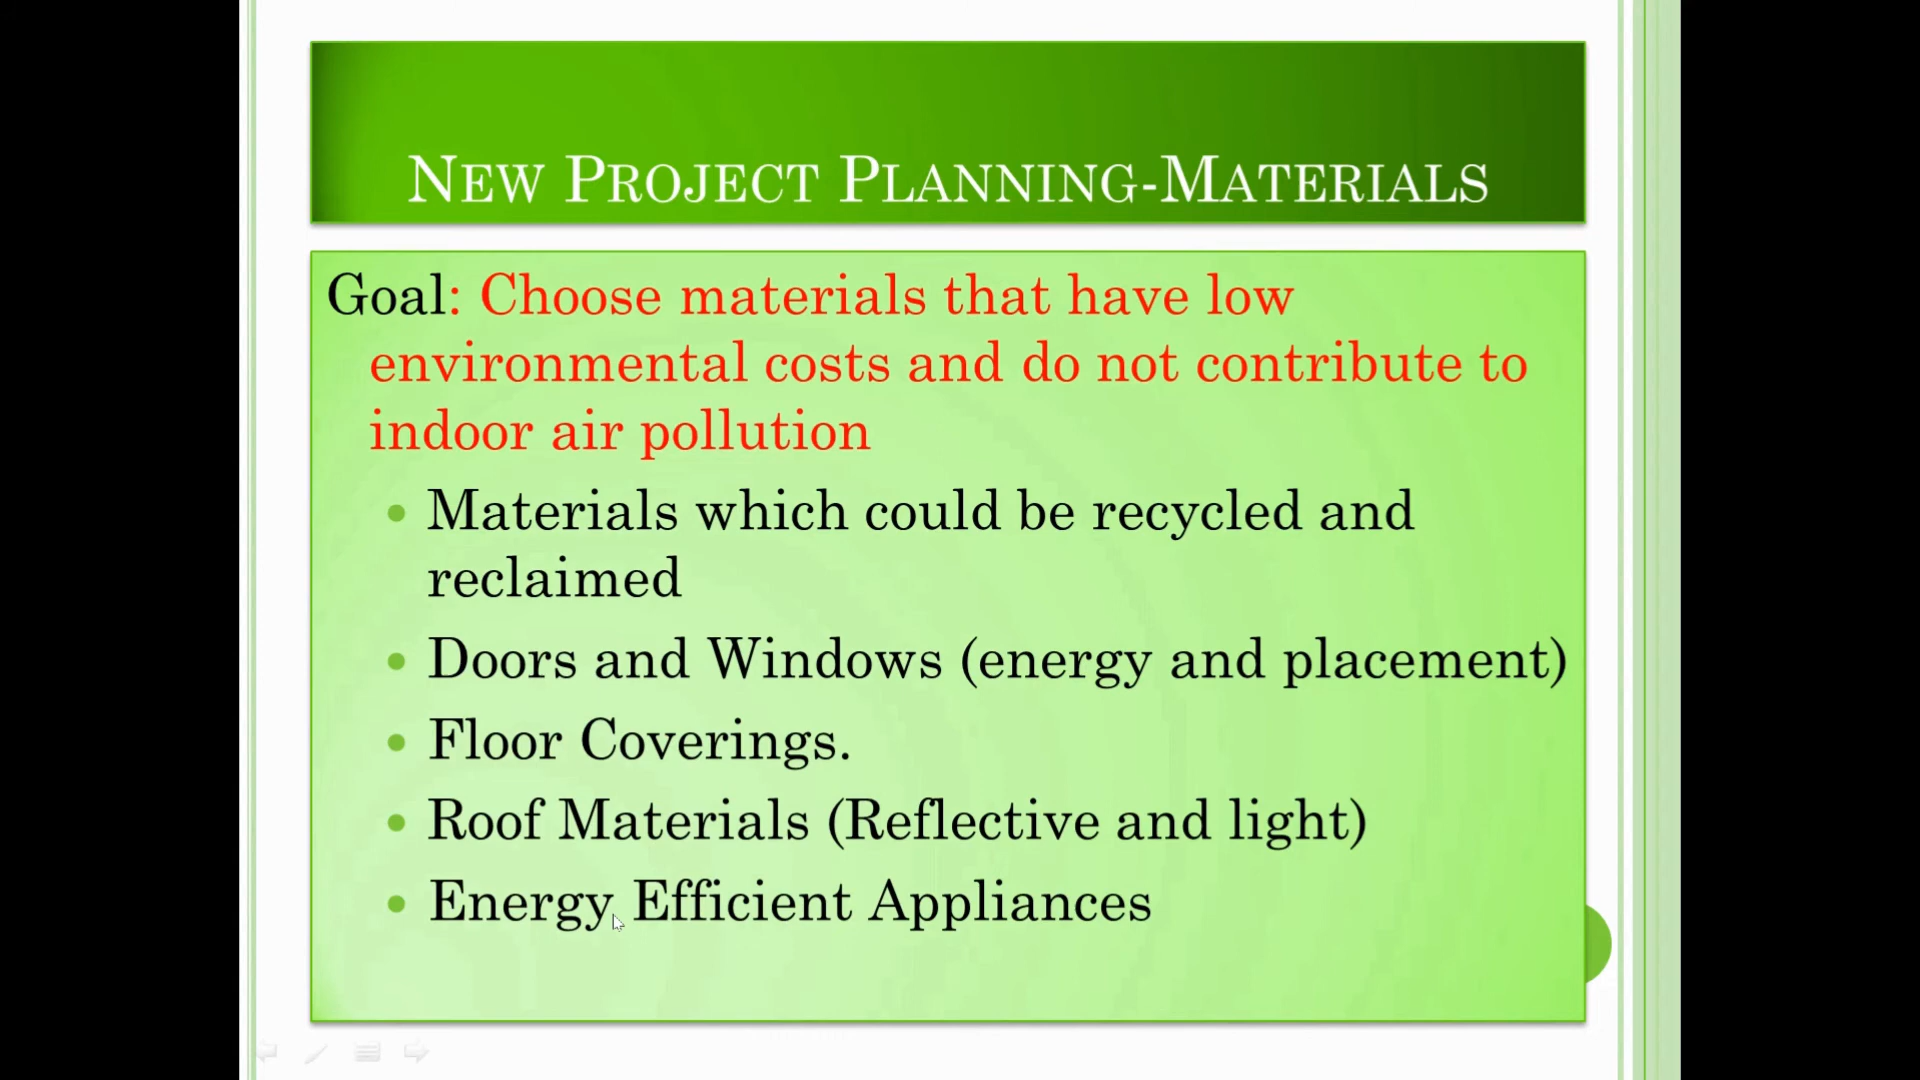 NEW PROJECT PLANNING-MATERIALS
Goal: Choose materials that have low
environmental costs and do not contribute to
indoor air pollution
• Materials which could be recycled and
reclaimed
• Doors and Windows (energy and placement)
• Floor Coverings.
• Roof Materials (Reflective and light)
• Energy Efficient Appliances